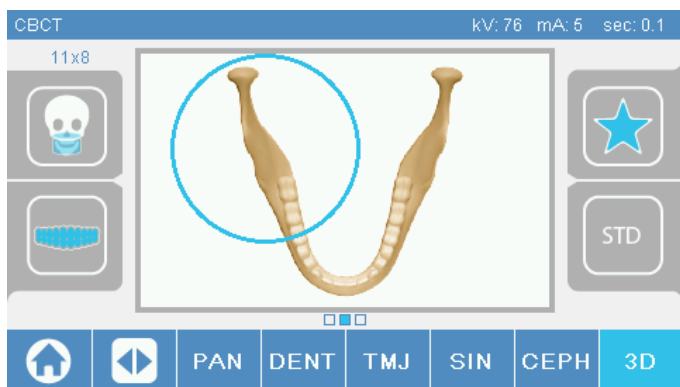 CBCT kV: 76 mA: 5 sec: 0.1
11x8
STD
PAN DENT TMJ SIN CEPH 3D